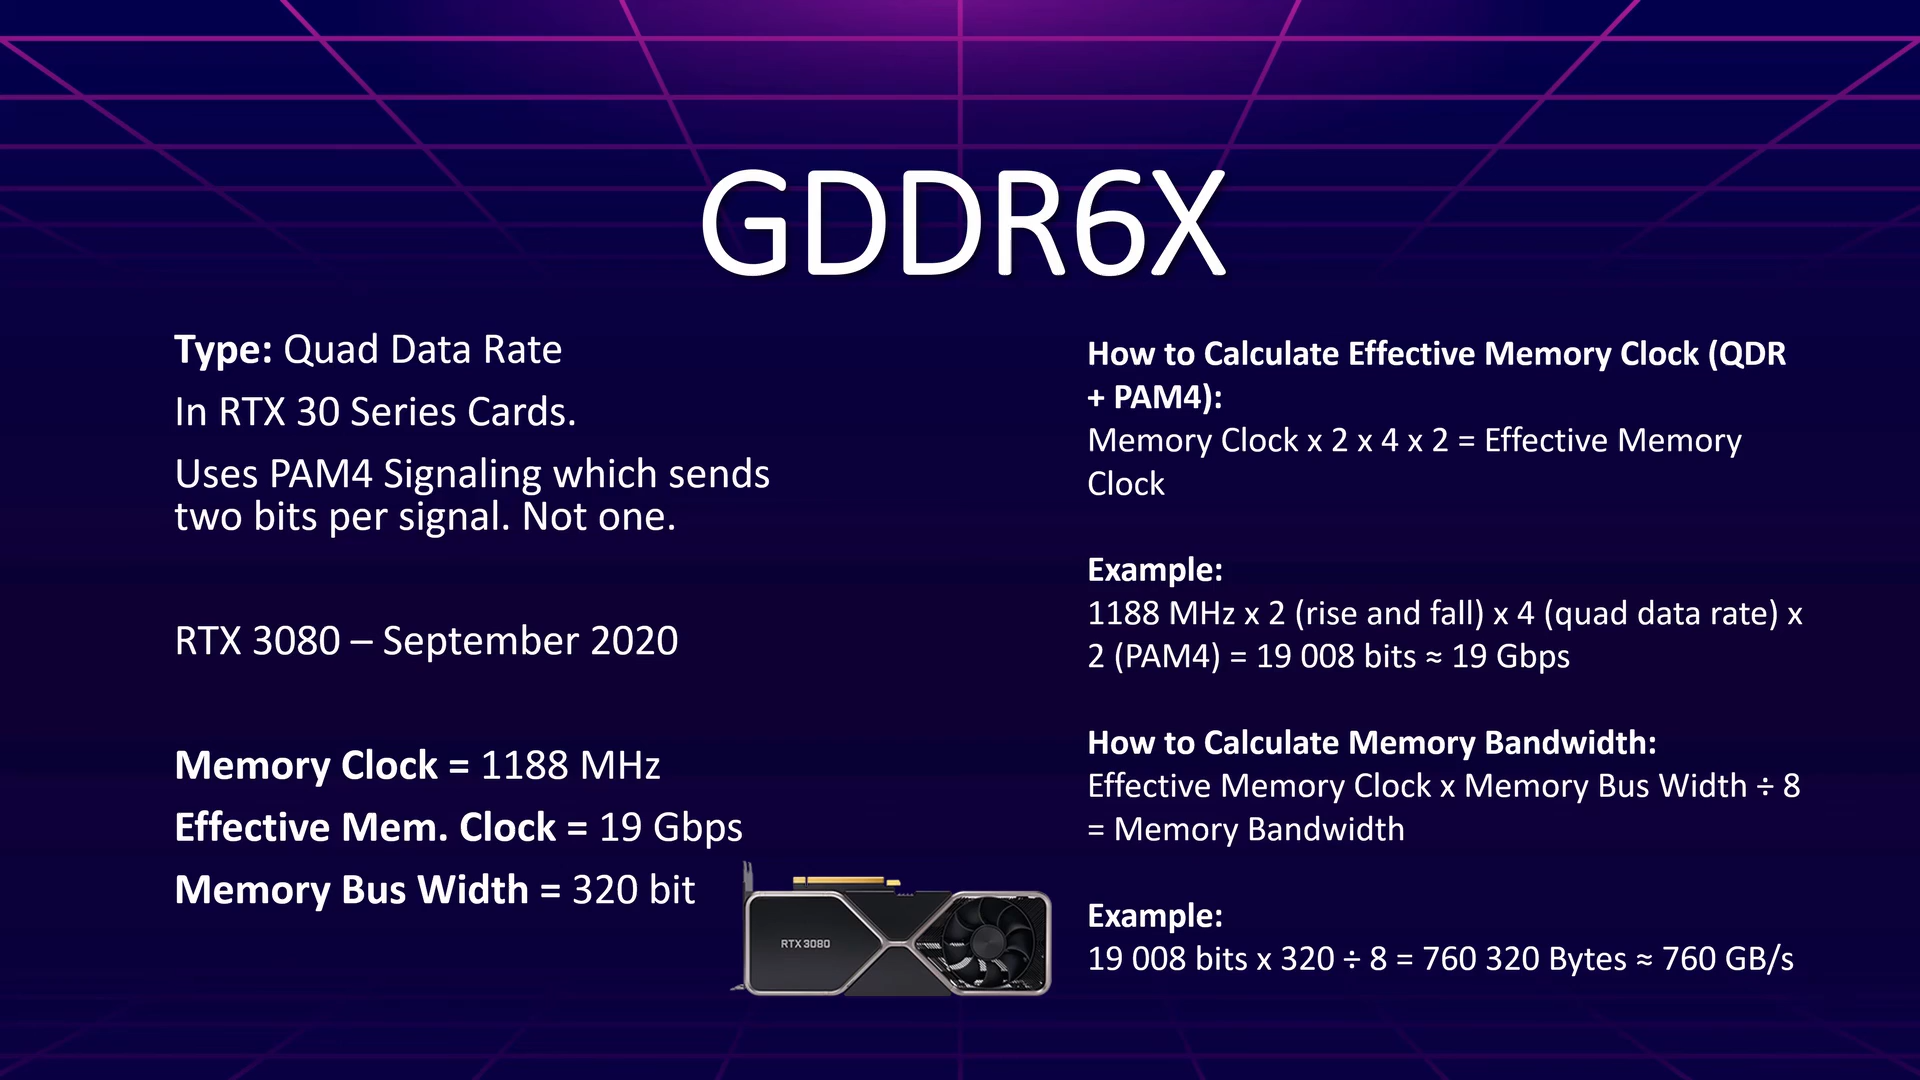 GDDR6X
Type: Quad Data Rate
In RTX 30 Series Cards.
Uses PAM4 Signaling which sends
two bits per signal. Not one.
RTX 3080 – September 2020
Memory Clock = 1188 MHz
Effective Mem. Clock = 19 Gbps
Memory Bus Width = 320 bit
RTX 3080
How to Calculate Effective Memory Clock (QDR
+ PAM4):
Memory Clock x 2 x 4 x 2 = Effective Memory
Clock
Example:
1188 MHz x 2 (rise and fall) x 4 (quad data rate) x
2 (PAM4) = 19 008 bits ≈ 19 Gbps
How to Calculate Memory Bandwidth:
Effective Memory Clock x Memory Bus Width ÷ 8
= Memory Bandwidth
Example:
19 008 bits x 320 ÷ 8 = 760 320 Bytes ≈ 760 GB/s